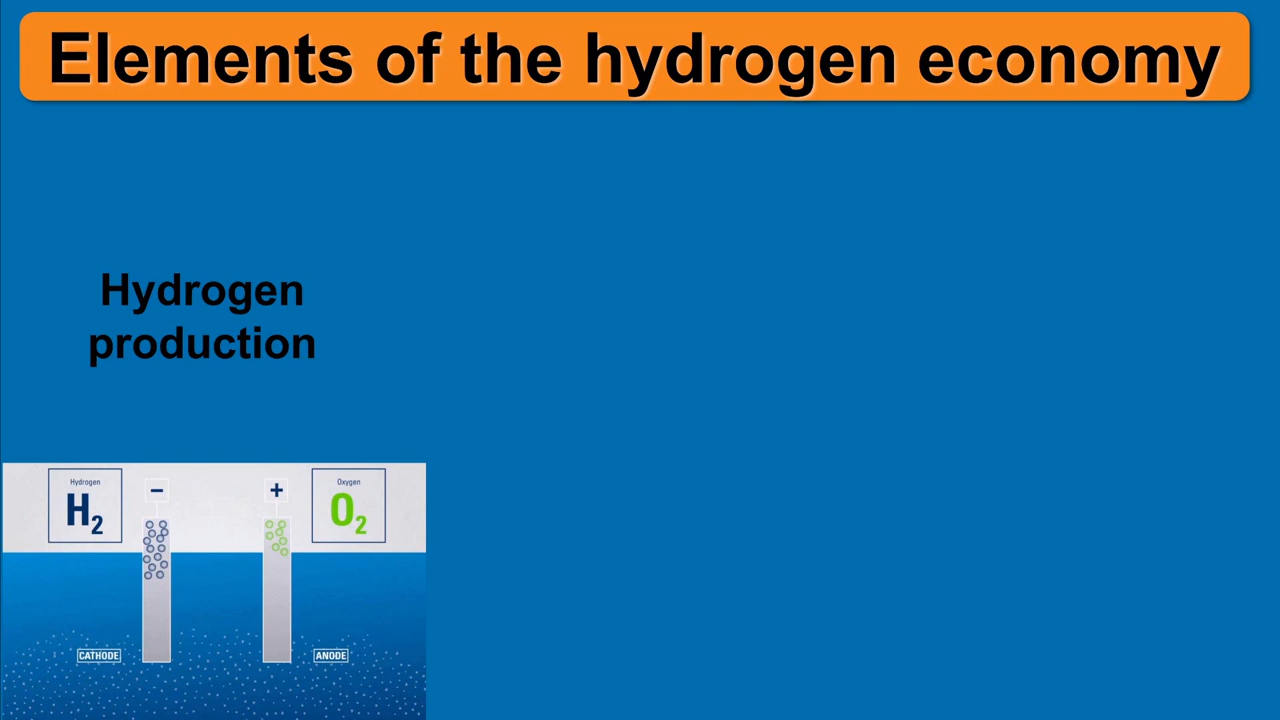 Elements of the hydrogen economy
Hydrogen
production
Hydrogen
H2
−
+
Oxygen
O2
CATHODE
ANODE